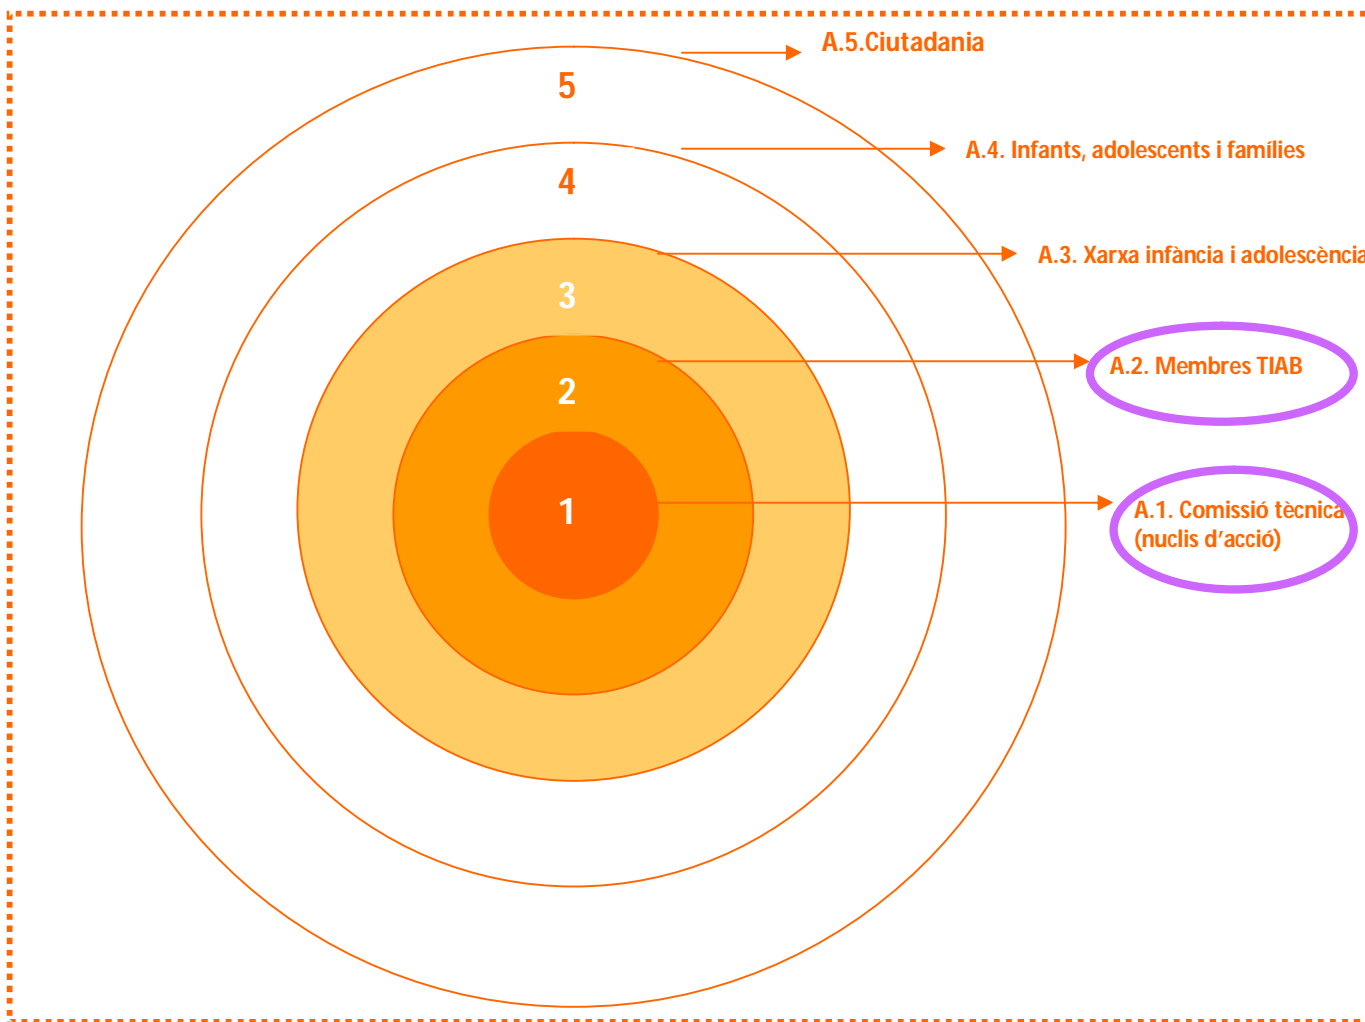 A.5.Ciutadania
5
A.4. Infants, adolescents i famílies
4
A.3. Xarxa infància i adolescència
3
A.2. Membres TIAB
2
A.1. Comissió tècnica
(nuclis d'acció)
1